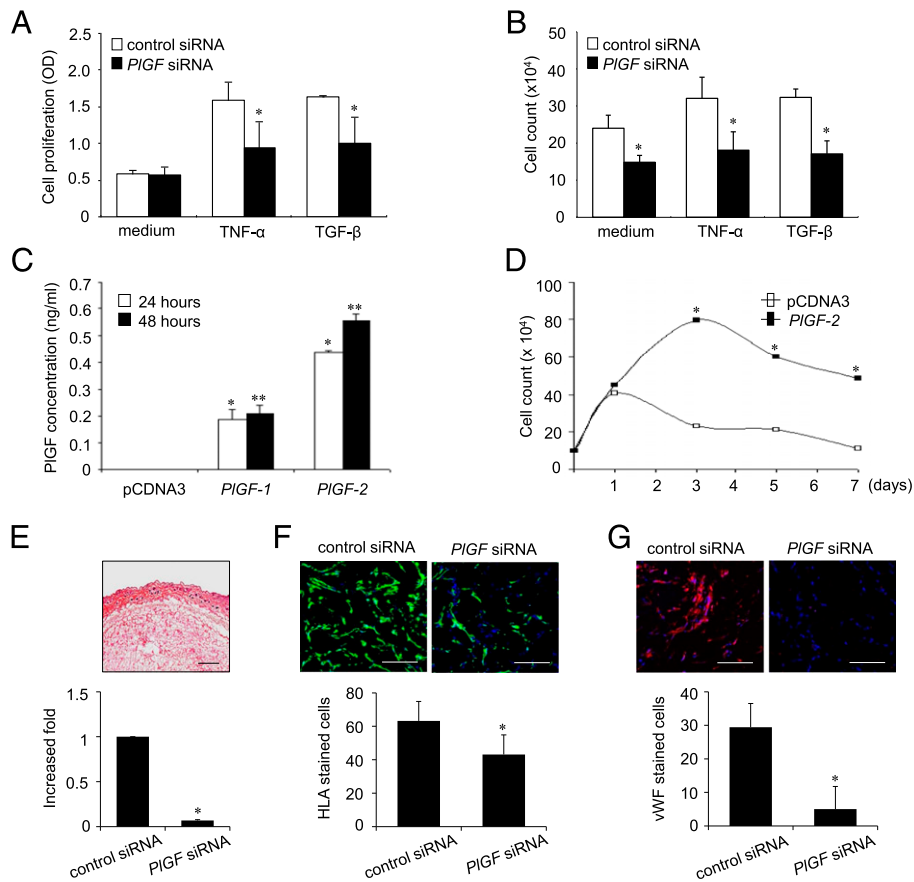 A
control siRNA
PlGF siRNA
Cell proliferation (OD)
2
1.5
1.0
0.5
0
*
*
medium
TNF-α
TGF-β
B
control siRNA
PlGF siRNA
Cell count (x10⁴)
50
40
30
20
10
0
*
*
*
medium
TNF-α
TGF-β
C
24 hours
48 hours
PlGF concentration (ng/ml)
0.7
0.6
0.5
0.4
0.3
0.2
0.1
0
*
**
*
**
pCDNA3
PlGF-1
PlGF-2
D
pCDNA3
PlGF-2
Cell count (x 10⁴)
100
80
60
40
20
0
*
*
*
1 2 3 4 5 6 7 (days)
E
Increased fold
1.5
1
0.5
0
*
control siRNA
PlGF siRNA
F
control siRNA
PlGF siRNA
HLA stained cells
80
60
40
20
0
*
control siRNA
PlGF siRNA
G
control siRNA
PlGF siRNA
vWF stained cells
40
30
20
10
0
*
control siRNA
PlGF siRNA